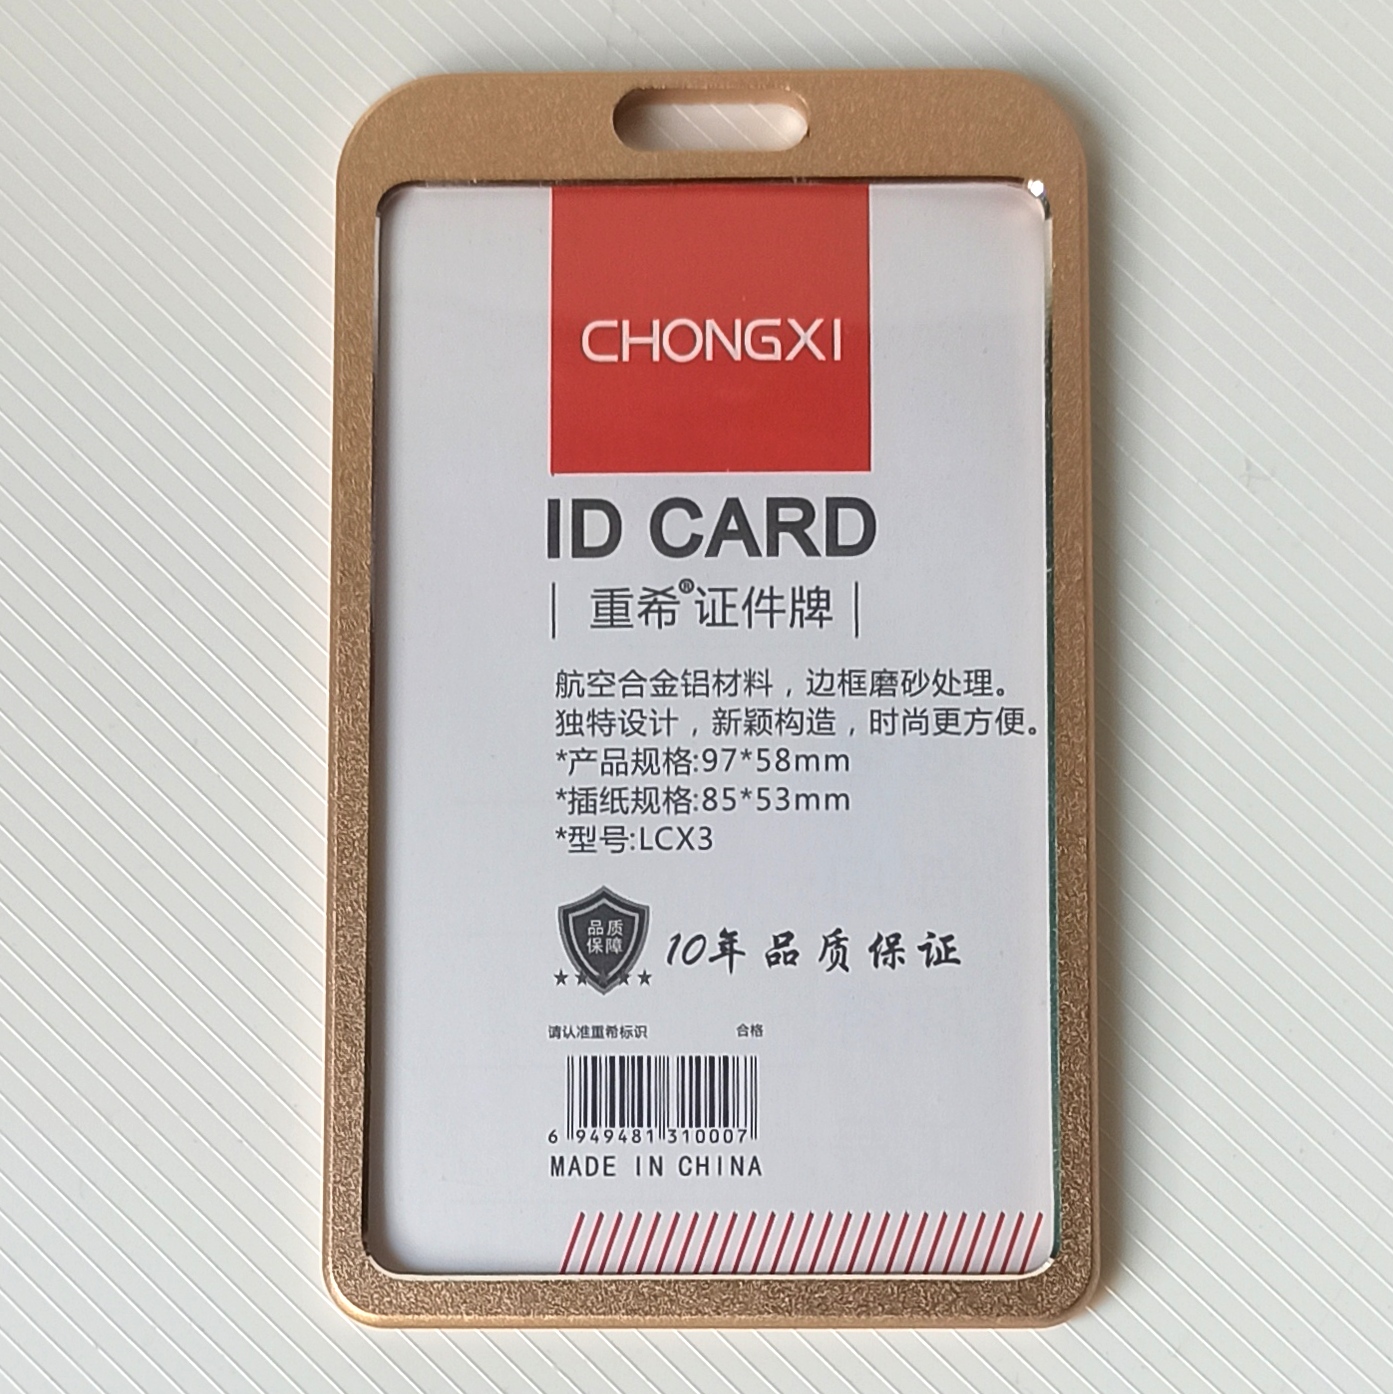 CHONGXI
ID CARD
| 重希®证件牌 |
航空合金铝材料，边框磨砂处理。
独特设计，新颖构造，时尚更方便。
*产品规格:97*58mm
*插纸规格:85*53mm
*型号:LCX3
品质
保障
10年品质保证
请认准重希标识 合格
6 949481 310007
MADE IN CHINA